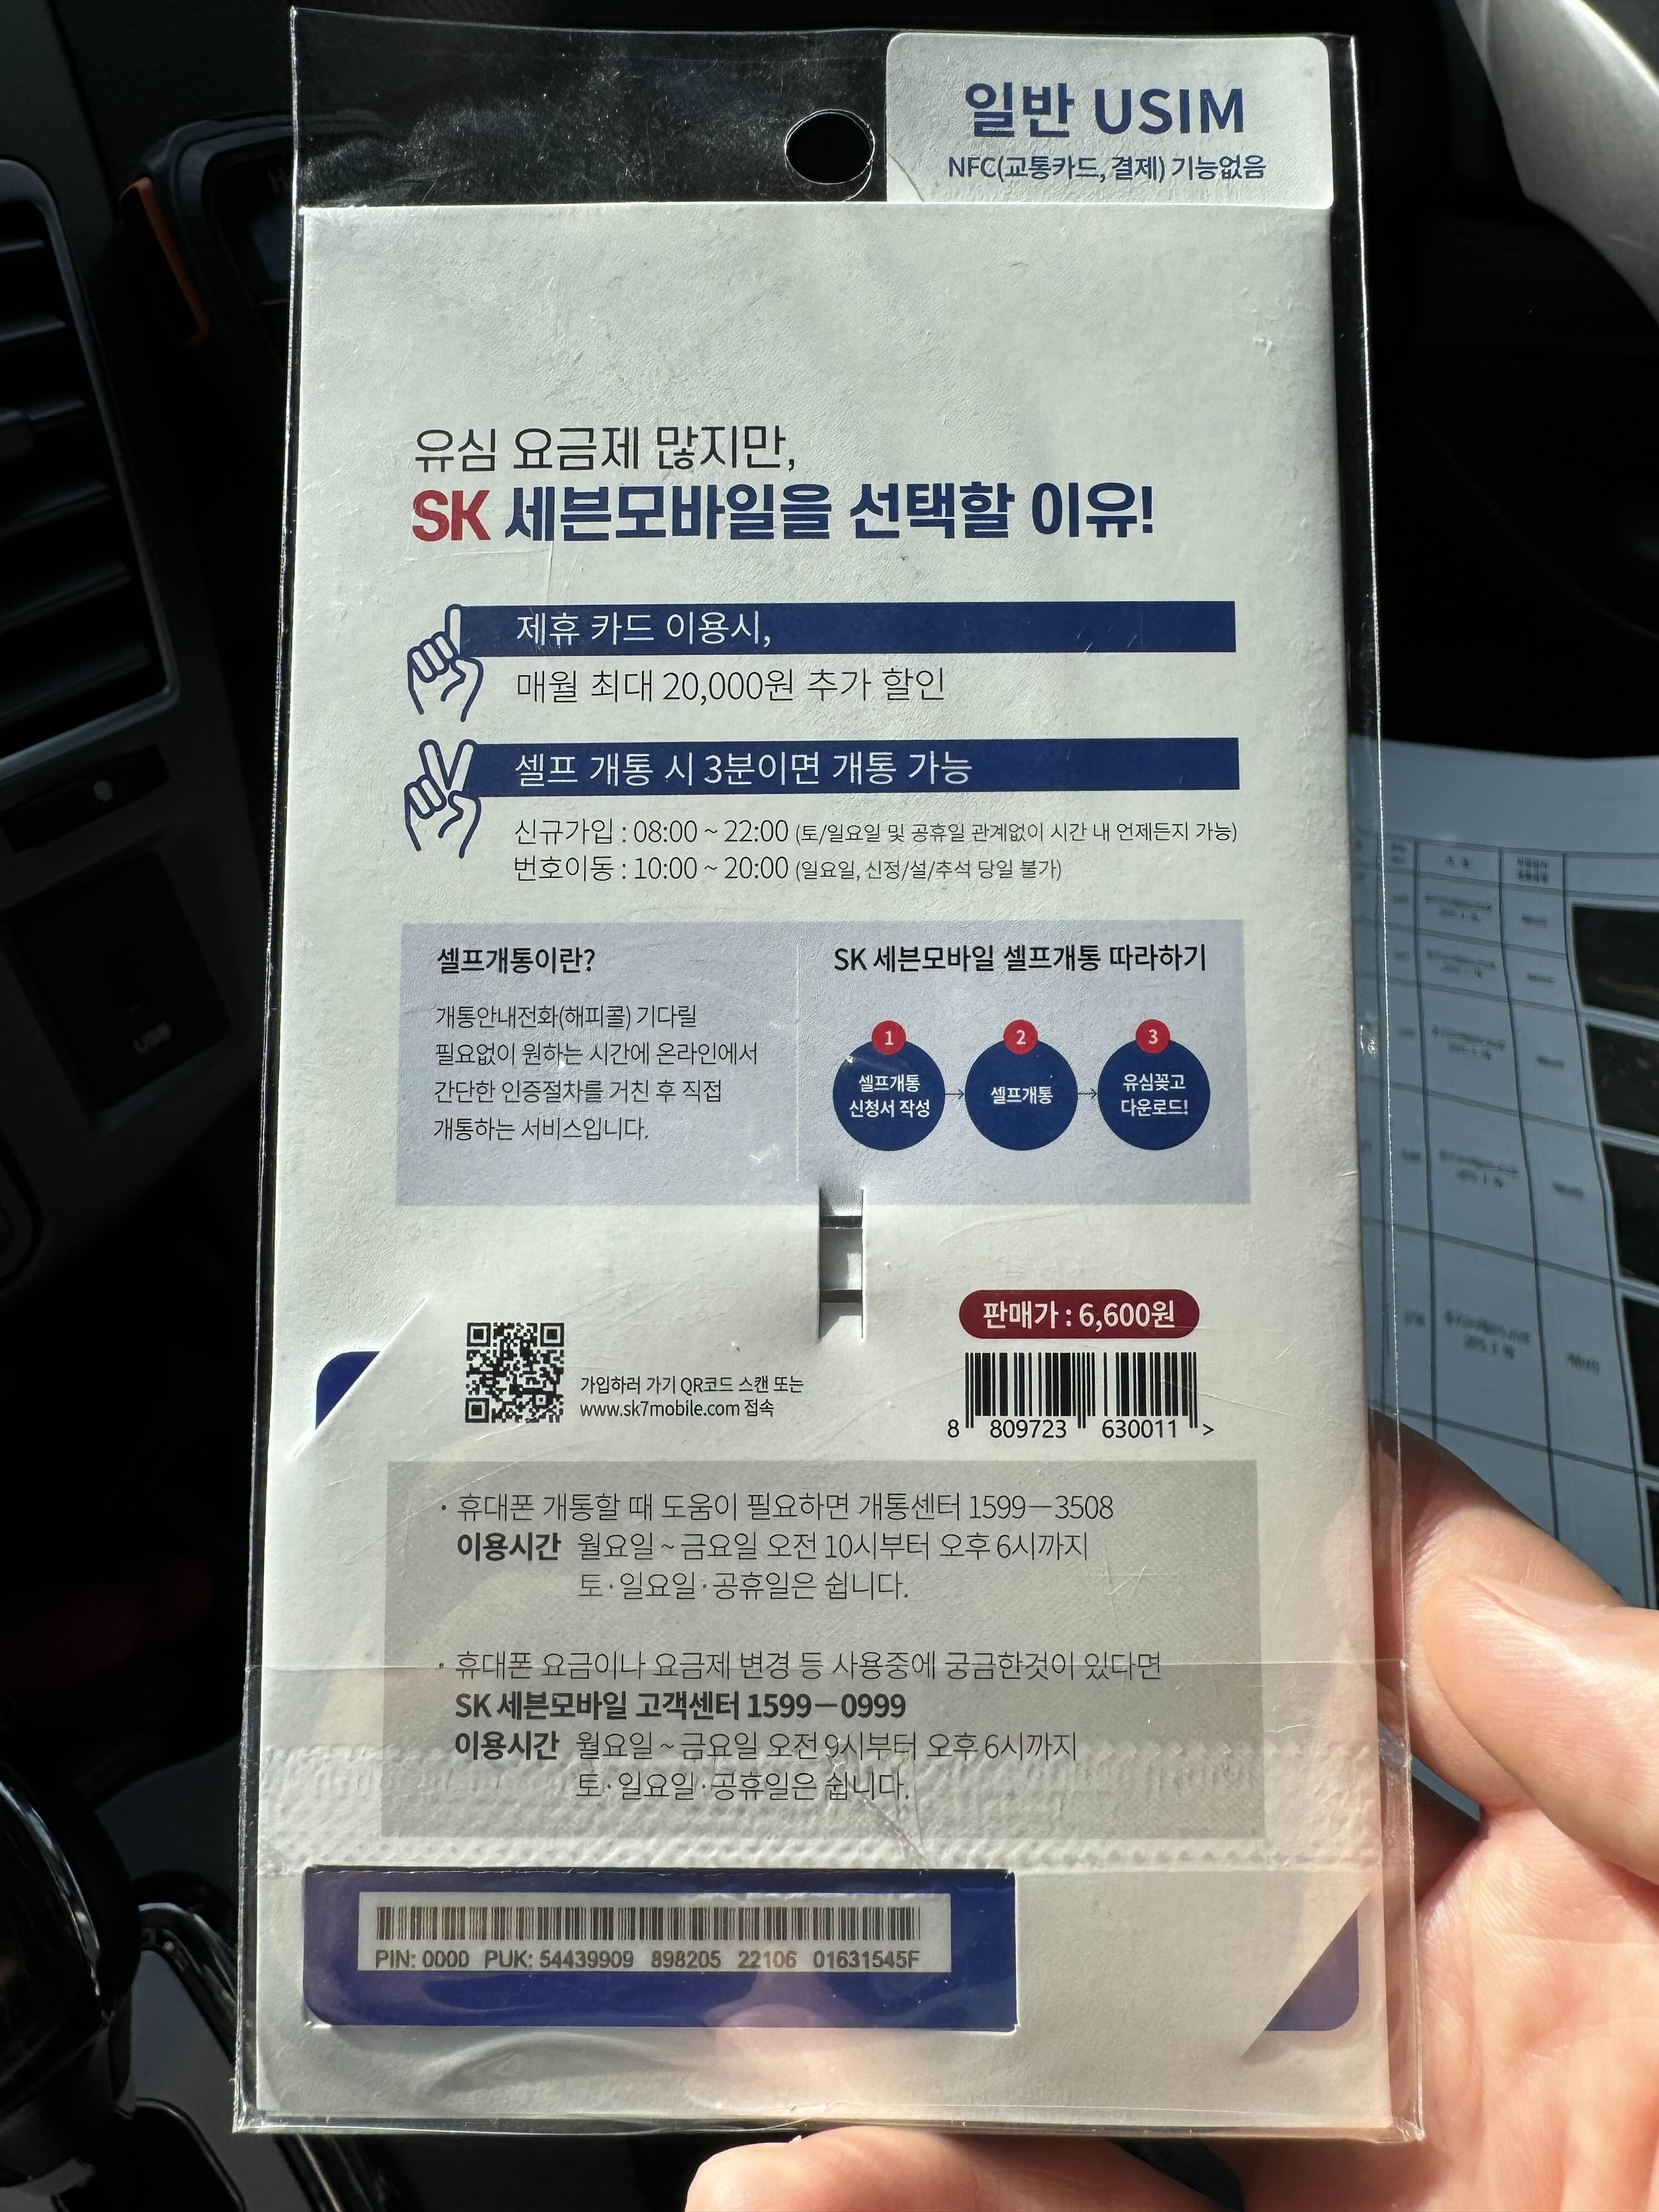 일반 USIM
NFC(교통카드, 결제) 기능없음
유심 요금제 많지만,
SK 세븐모바일을 선택할 이유!
제휴 카드 이용시,
매월 최대 20,000원 추가 할인
셀프 개통 시 3분이면 개통 가능
신규가입 : 08:00 ~ 22:00 (토/일요일 및 공휴일 관계없이 시간 내 언제든지 가능)
번호이동 : 10:00 ~ 20:00 (일요일, 신정/설/추석 당일 불가)
셀프개통이란?
개통안내전화(해피콜) 기다릴
필요없이 원하는 시간에 온라인에서
간단한 인증절차를 거친 후 직접
개통하는 서비스입니다.
SK 세븐모바일 셀프개통 따라하기
1
셀프개통
신청서 작성
2
셀프개통
3
유심꽂고
다운로드!
판매가 : 6,600원
가입하러 가기 QR코드 스캔 또는
www.sk7mobile.com 접속
8 809723 630011 >
· 휴대폰 개통할 때 도움이 필요하면 개통센터 1599-3508
이용시간 월요일 ~ 금요일 오전 10시부터 오후 6시까지
토·일요일·공휴일은 쉽니다.
· 휴대폰 요금이나 요금제 변경 등 사용중에 궁금한것이 있다면
SK 세븐모바일 고객센터 1599-0999
이용시간 월요일 ~ 금요일 오전 9시부터 오후 6시까지
토·일요일·공휴일은 쉽니다.
PIN: 0000 PUK: 54439909 898205 22106 01631545F
USB